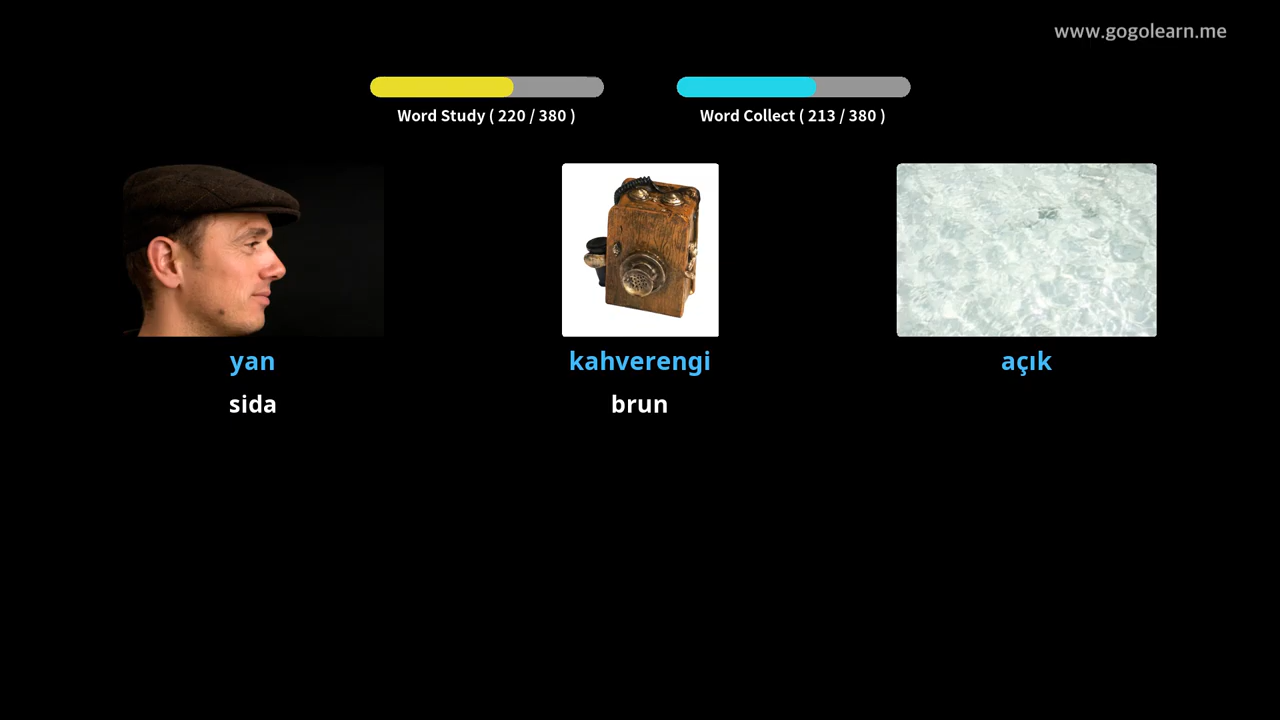 www.gogolearn.me
Word Study ( 220 / 380 )
Word Collect ( 213 / 380 )
yan
kahverengi
açık
sida
brun